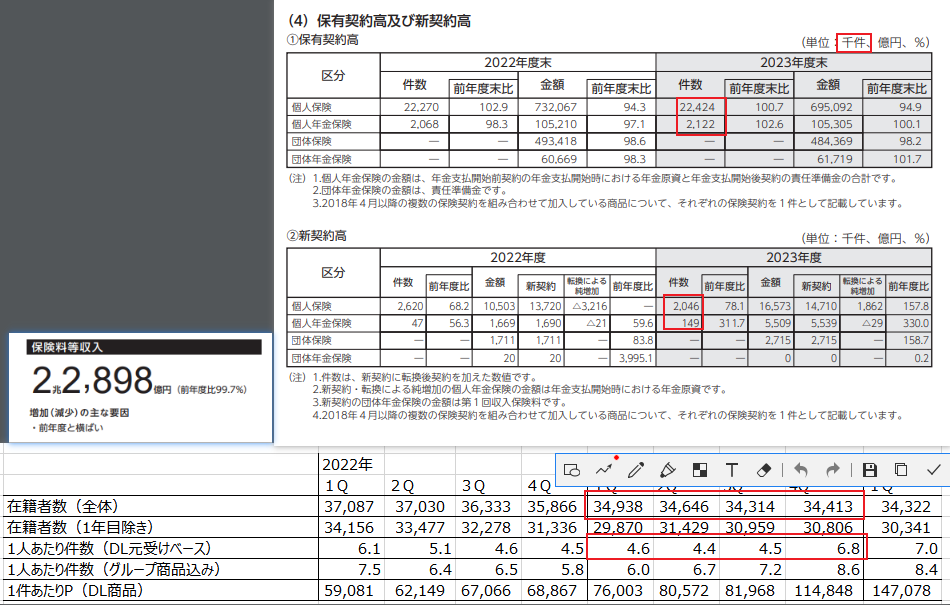 （4）保有契約高及び新契約高
①保有契約高
（単位：千件、億円、％）
区分 2022年度末 2023年度末
件数 前年度末比 金額 前年度末比 件数 前年度末比 金額 前年度末比
個人保険 22,270 102.9 732,067 94.3 22,424 100.7 695,092 94.9
個人年金保険 2,068 98.3 105,210 97.1 2,122 102.6 105,305 100.1
団体保険 — — 493,418 98.6 — — 484,369 98.2
団体年金保険 — — 60,669 98.3 — — 61,719 101.7
（注） 1.個人年金保険の金額は、年金支払開始前契約の年金支払開始時における年金原資と年金支払開始後契約の責任準備金の合計です。
2.団体年金保険の金額は、責任準備金です。
3.2018年４月以降の複数の保険契約を組み合わせて加入している商品について、それぞれの保険契約を１件として記載しています。
②新契約高
（単位：千件、億円、％）
区分 2022年度 2023年度
件数 前年度比 金額 新契約 転換による純増加 前年度比 件数 前年度比 金額 新契約 転換による純増加 前年度比
個人保険 2,620 68.2 10,503 13,720 △3,216 — 2,046 78.1 16,573 14,710 1,862 157.8
個人年金保険 47 56.3 1,669 1,690 △21 59.6 149 311.7 5,509 5,539 △29 330.0
団体保険 — — 1,711 1,711 — 83.8 — — 2,715 2,715 — 158.7
団体年金保険 — — 20 20 — 3,995.1 — — 0 0 — 0.2
（注） 1.件数は、新契約に転換後契約を加えた数値です。
2.新契約・転換による純増加の個人年金保険の金額は年金支払開始時における年金原資です。
3.新契約の団体年金保険の金額は第１回収入保険料です。
4.2018年４月以降の複数の保険契約を組み合わせて加入している商品について、それぞれの保険契約を１件として記載しています。
保険料等収入
2兆2,898億円（前年度比99.7%）
増加（減少）の主な要因
・前年度と横ばい
2022年
１Q ２Q ３Q ４Q
在籍者数（全体） 37,087 37,030 36,333 35,866 34,938 34,646 34,314 34,413 34,322
在籍者数（1年目除き） 34,156 33,477 32,278 31,336 29,870 31,429 30,959 30,806 30,341
1人あたり件数（DL元受けベース） 6.1 5.1 4.6 4.5 4.6 4.4 4.5 6.8 7.0
1人あたり件数（グループ商品込み） 7.5 6.4 6.5 5.8 6.0 6.7 7.2 8.6 8.4
1件あたりP（DL商品） 59,081 62,149 67,066 68,867 76,003 80,572 81,968 114,848 147,078